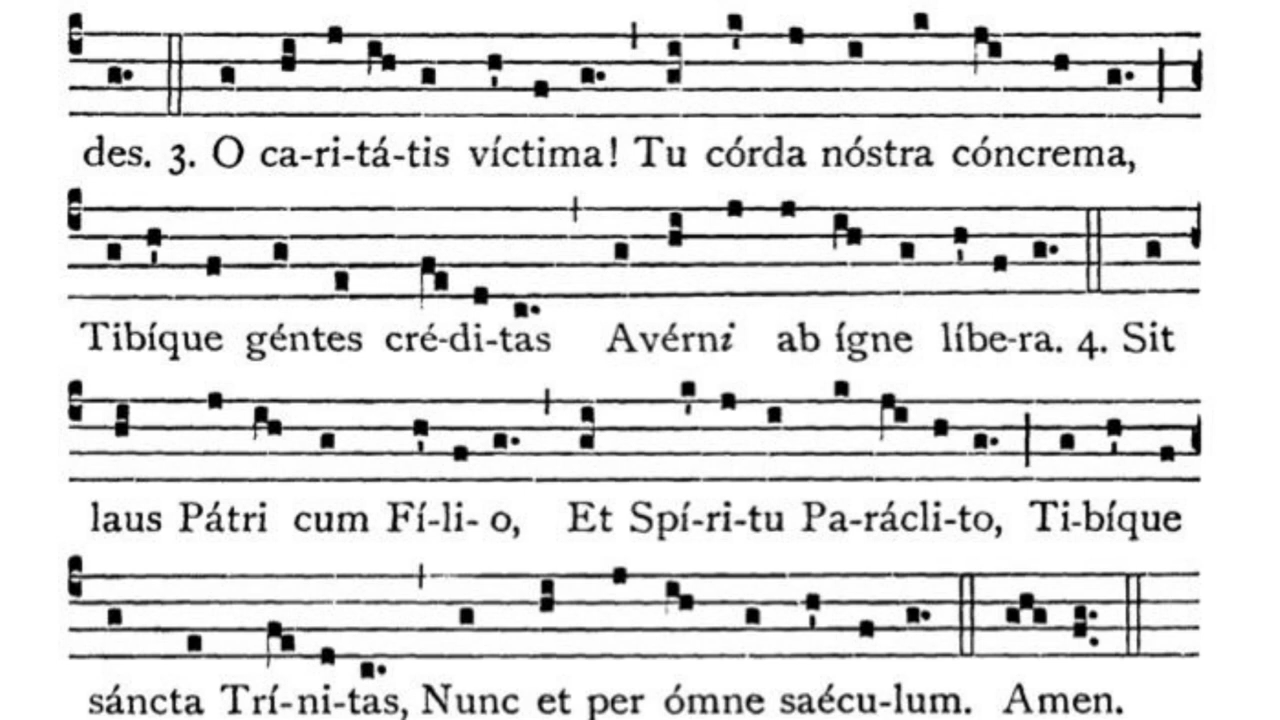 des. 3. O ca-ri-tá-tis víctima! Tu córda nóstra cóncrema,
Tibíque géntes cré-di-tas Avérni ab ígne líbe-ra. 4. Sit
laus Pátri cum Fí-li- o, Et Spí-ri-tu Pa-rácli-to, Ti-bíque
sáncta Trí-ni-tas, Nunc et per ómne saécu-lum. Amen.